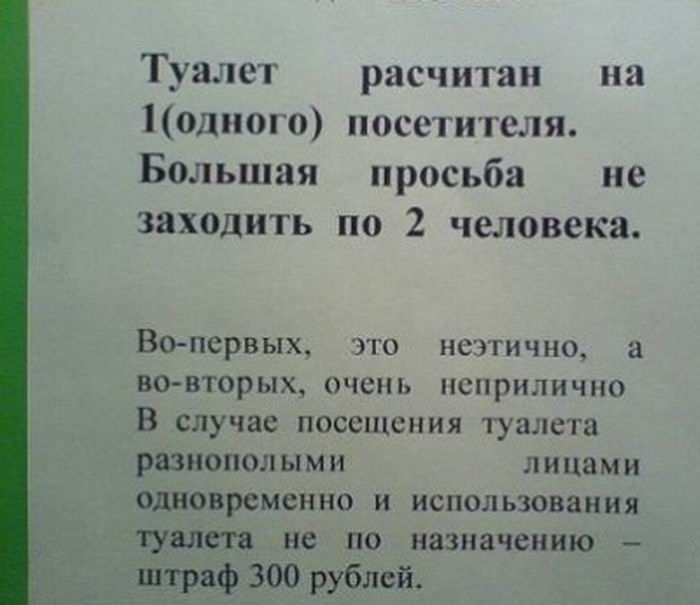 Туалет расчитан на
1(одного) посетителя.
Большая просьба не
заходить по 2 человека.
Во-первых, это неэтично, а
во-вторых, очень неприлично
В случае посещения туалета
разнополыми лицами
одновременно и использования
туалета не по назначению –
штраф 300 рублей.